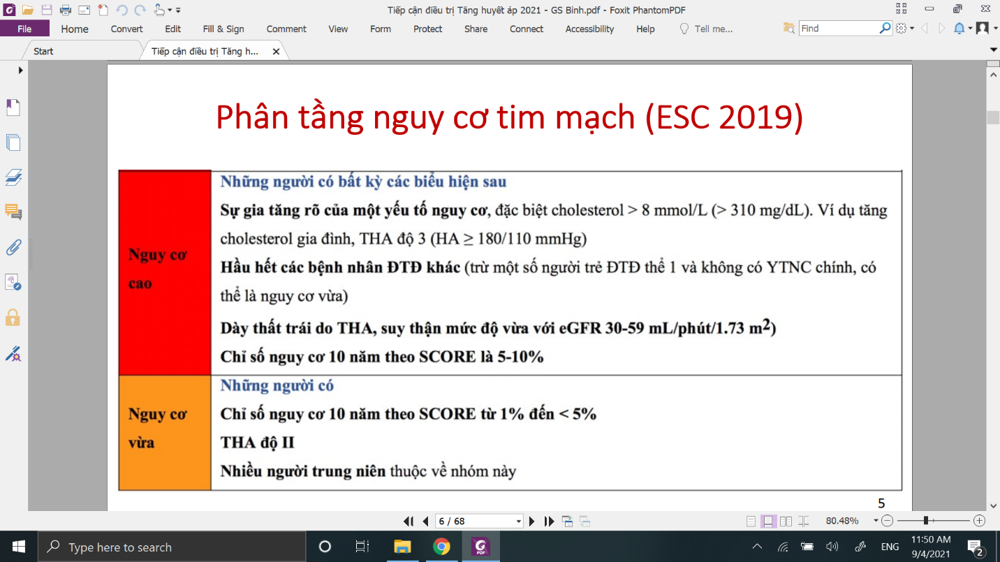 Tiếp cận điều trị Tăng huyết áp 2021 - GS Binh.pdf - Foxit PhantomPDF
File Home Convert Edit Fill & Sign Comment View Form Protect Share Connect Accessibility Help Tell me... Find
Start Tiếp cận điều trị Tăng h...
Phân tầng nguy cơ tim mạch (ESC 2019)
Nguy cơ
cao
Những người có bất kỳ các biểu hiện sau
Sự gia tăng rõ của một yếu tố nguy cơ, đặc biệt cholesterol > 8 mmol/L (> 310 mg/dL). Ví dụ tăng
cholesterol gia đình, THA độ 3 (HA ≥ 180/110 mmHg)
Hầu hết các bệnh nhân ĐTĐ khác (trừ một số người trẻ ĐTĐ thể 1 và không có YTNC chính, có
thể là nguy cơ vừa)
Dày thất trái do THA, suy thận mức độ vừa với eGFR 30-59 mL/phút/1.73 m²)
Chỉ số nguy cơ 10 năm theo SCORE là 5-10%
Nguy cơ
vừa
Những người có
Chỉ số nguy cơ 10 năm theo SCORE từ 1% đến < 5%
THA độ II
Nhiều người trung niên thuộc về nhóm này
5
6 / 68 80.48%
Type here to search
ENG
11:50 AM
9/4/2021
2